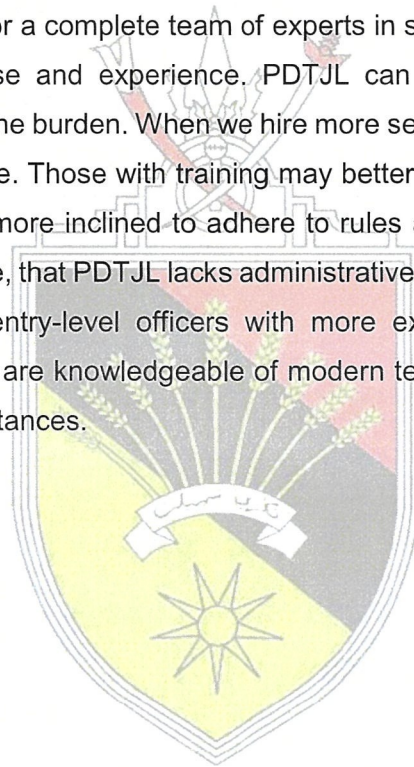 or a complete team of experts in s
se and experience. PDTJL can
ne burden. When we hire more se
e. Those with training may better
more inclined to adhere to rules
e, that PDTJL lacks administrative
entry-level officers with more ex
are knowledgeable of modern te
tances.